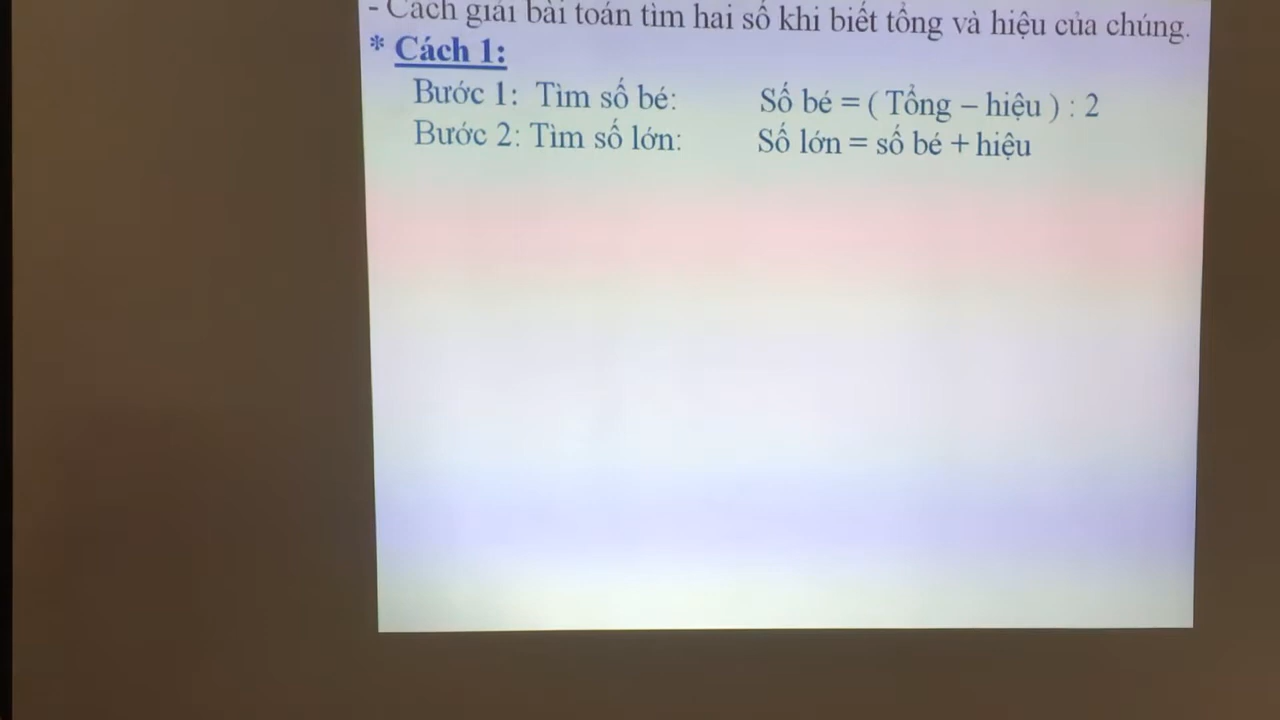 - Cách giải bài toán tìm hai số khi biết tổng và hiệu của chúng.
* Cách 1:
Bước 1: Tìm số bé: Số bé = ( Tổng – hiệu ) : 2
Bước 2: Tìm số lớn: Số lớn = số bé + hiệu